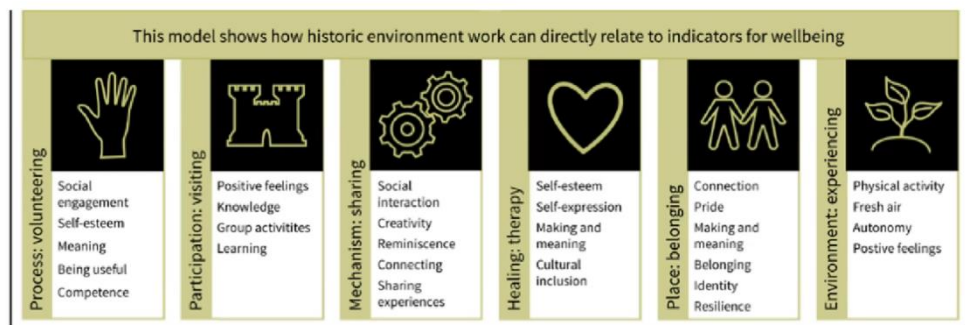 This model shows how historic environment work can directly relate to indicators for wellbeing
Process: volunteering
Social
engagement
Self-esteem
Meaning
Being useful
Competence
Participation: visiting
Positive feelings
Knowledge
Group activitites
Learning
Mechanism: sharing
Social
interaction
Creativity
Reminiscence
Connecting
Sharing
experiences
Healing: therapy
Self-esteem
Self-expression
Making and
meaning
Cultural
inclusion
Place: belonging
Connection
Pride
Making and
meaning
Belonging
Identity
Resilience
Environment: experiencing
Physical activity
Fresh air
Autonomy
Postive feelings